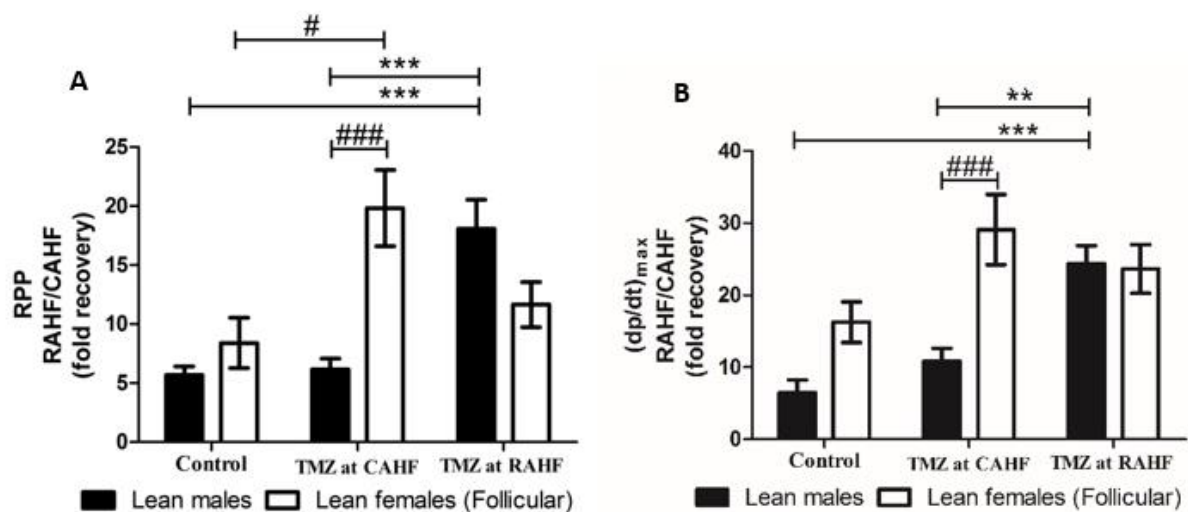 A
#
***
***
###
RPP
RAHF/CAHF
(fold recovery)
25
20
15
10
5
0
Control
TMZ at CAHF
TMZ at RAHF
Lean males
Lean females (Follicular)
B
**
***
###
(dp/dt)max
RAHF/CAHF
(fold recovery)
40
30
20
10
0
Control
TMZ at CAHF
TMZ at RAHF
Lean males
Lean females (Follicular)